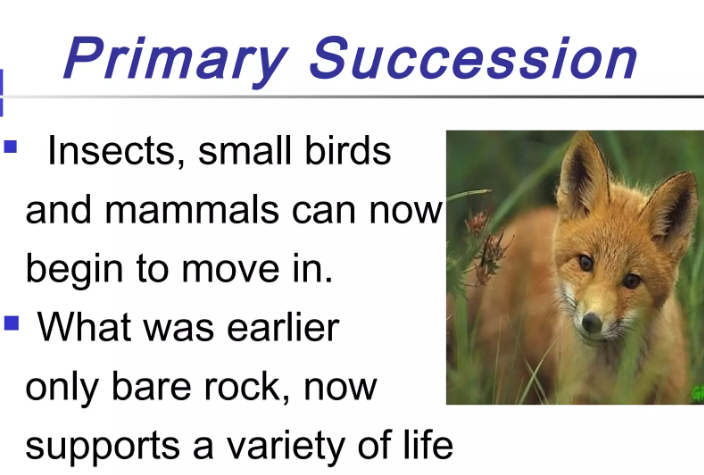 Primary Succession
Insects, small birds
and mammals can now
begin to move in.
What was earlier
only bare rock, now
supports a variety of life